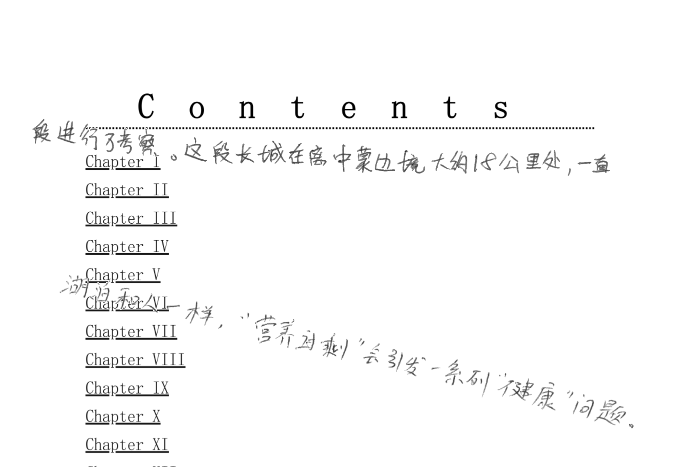 Contents
段进行了考察。这段长城在离中蒙边境大约18公里处,一直
Chapter I
Chapter II
Chapter III
Chapter IV
Chapter V
湖泊和人一样,“营养过剩”会引发一系列“不健康”问题。
Chapter VI
Chapter VII
Chapter VIII
Chapter IX
Chapter X
Chapter XI